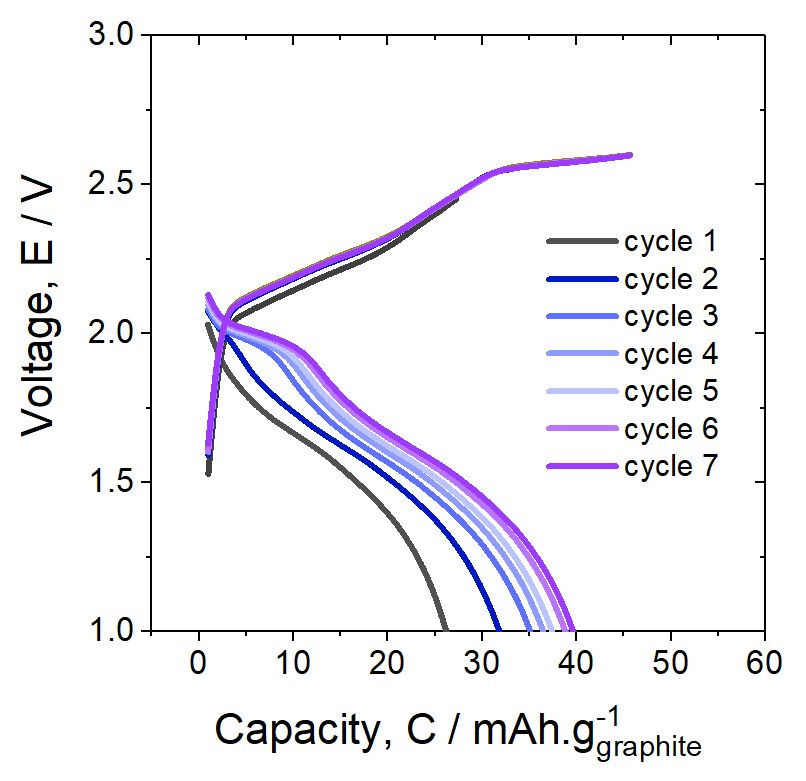 3.0
2.5
2.0
1.5
1.0
Voltage, E / V
cycle 1
cycle 2
cycle 3
cycle 4
cycle 5
cycle 6
cycle 7
0 10 20 30 40 50 60
Capacity, C / mAh.g⁻¹graphite